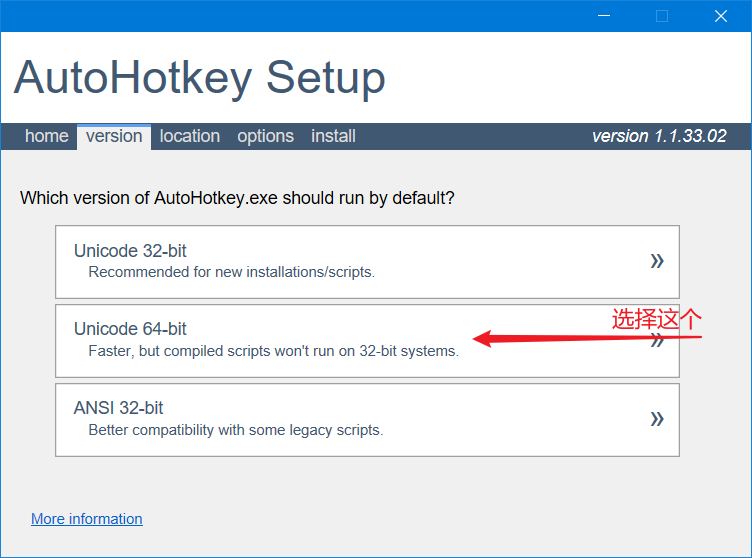 AutoHotkey Setup
home version location options install version 1.1.33.02
Which version of AutoHotkey.exe should run by default?
Unicode 32-bit
Recommended for new installations/scripts.
»
选择这个
Unicode 64-bit
Faster, but compiled scripts won't run on 32-bit systems.
»
ANSI 32-bit
Better compatibility with some legacy scripts.
»
More information